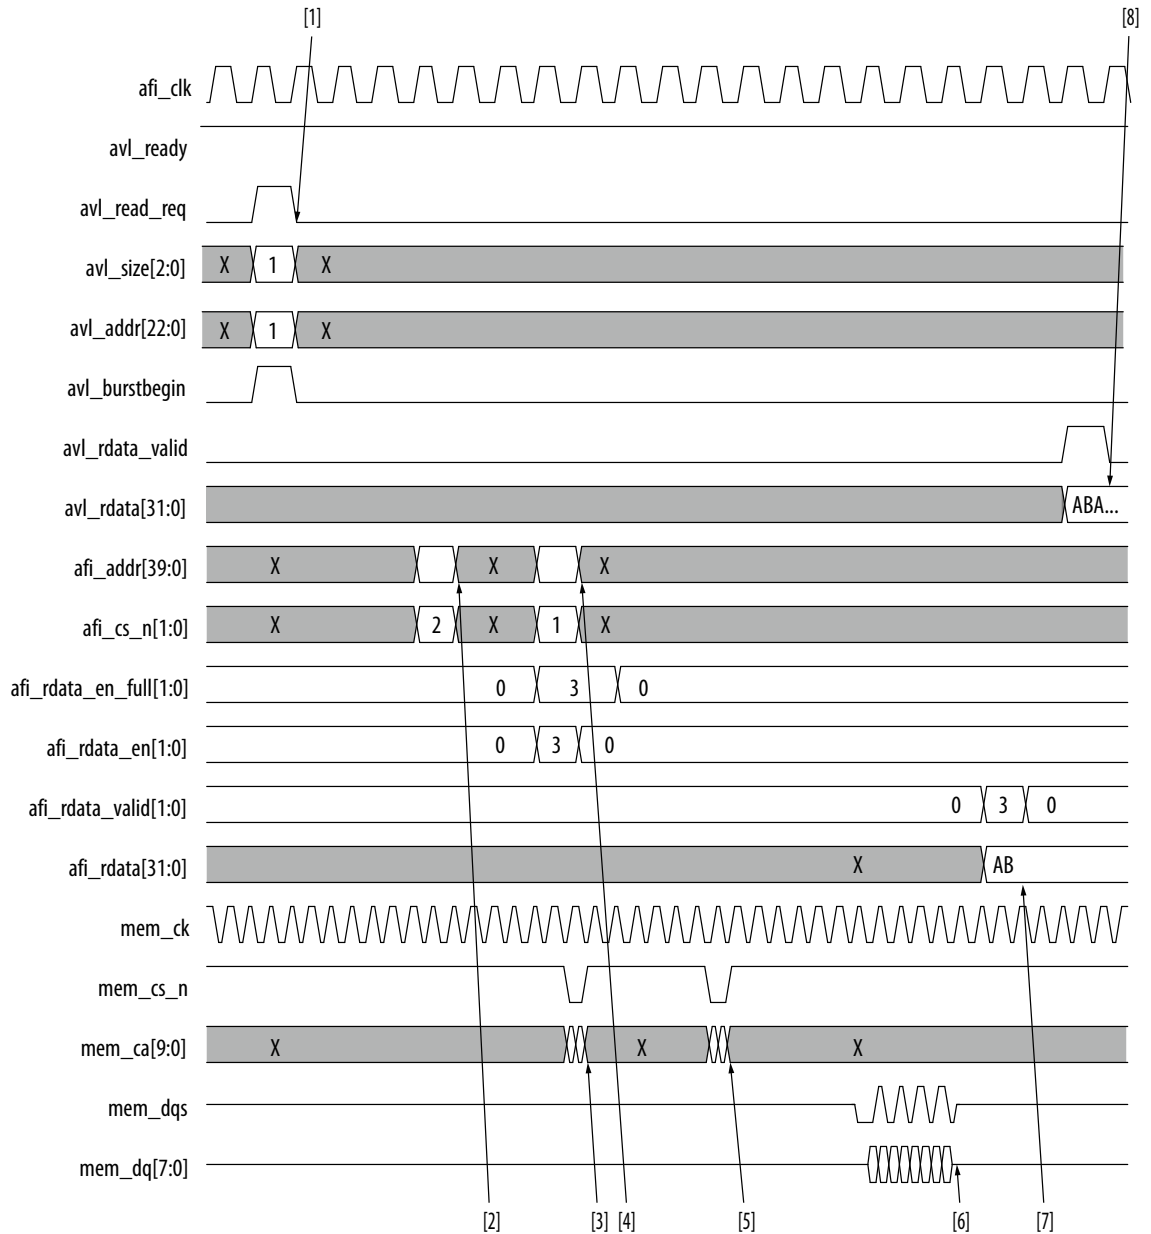 [1] [8]
afi_clk
avl_ready
avl_read_req
avl_size[2:0] X 1 X
avl_addr[22:0] X 1 X
avl_burstbegin
avl_rdata_valid
avl_rdata[31:0] ABA...
afi_addr[39:0] X X X
afi_cs_n[1:0] X 2 X 1 X
afi_rdata_en_full[1:0] 0 3 0
afi_rdata_en[1:0] 0 3 0
afi_rdata_valid[1:0] 0 3 0
afi_rdata[31:0] X AB
mem_ck
mem_cs_n
mem_ca[9:0] X X X
mem_dqs
mem_dq[7:0]
[2] [3] [4] [5] [6] [7]